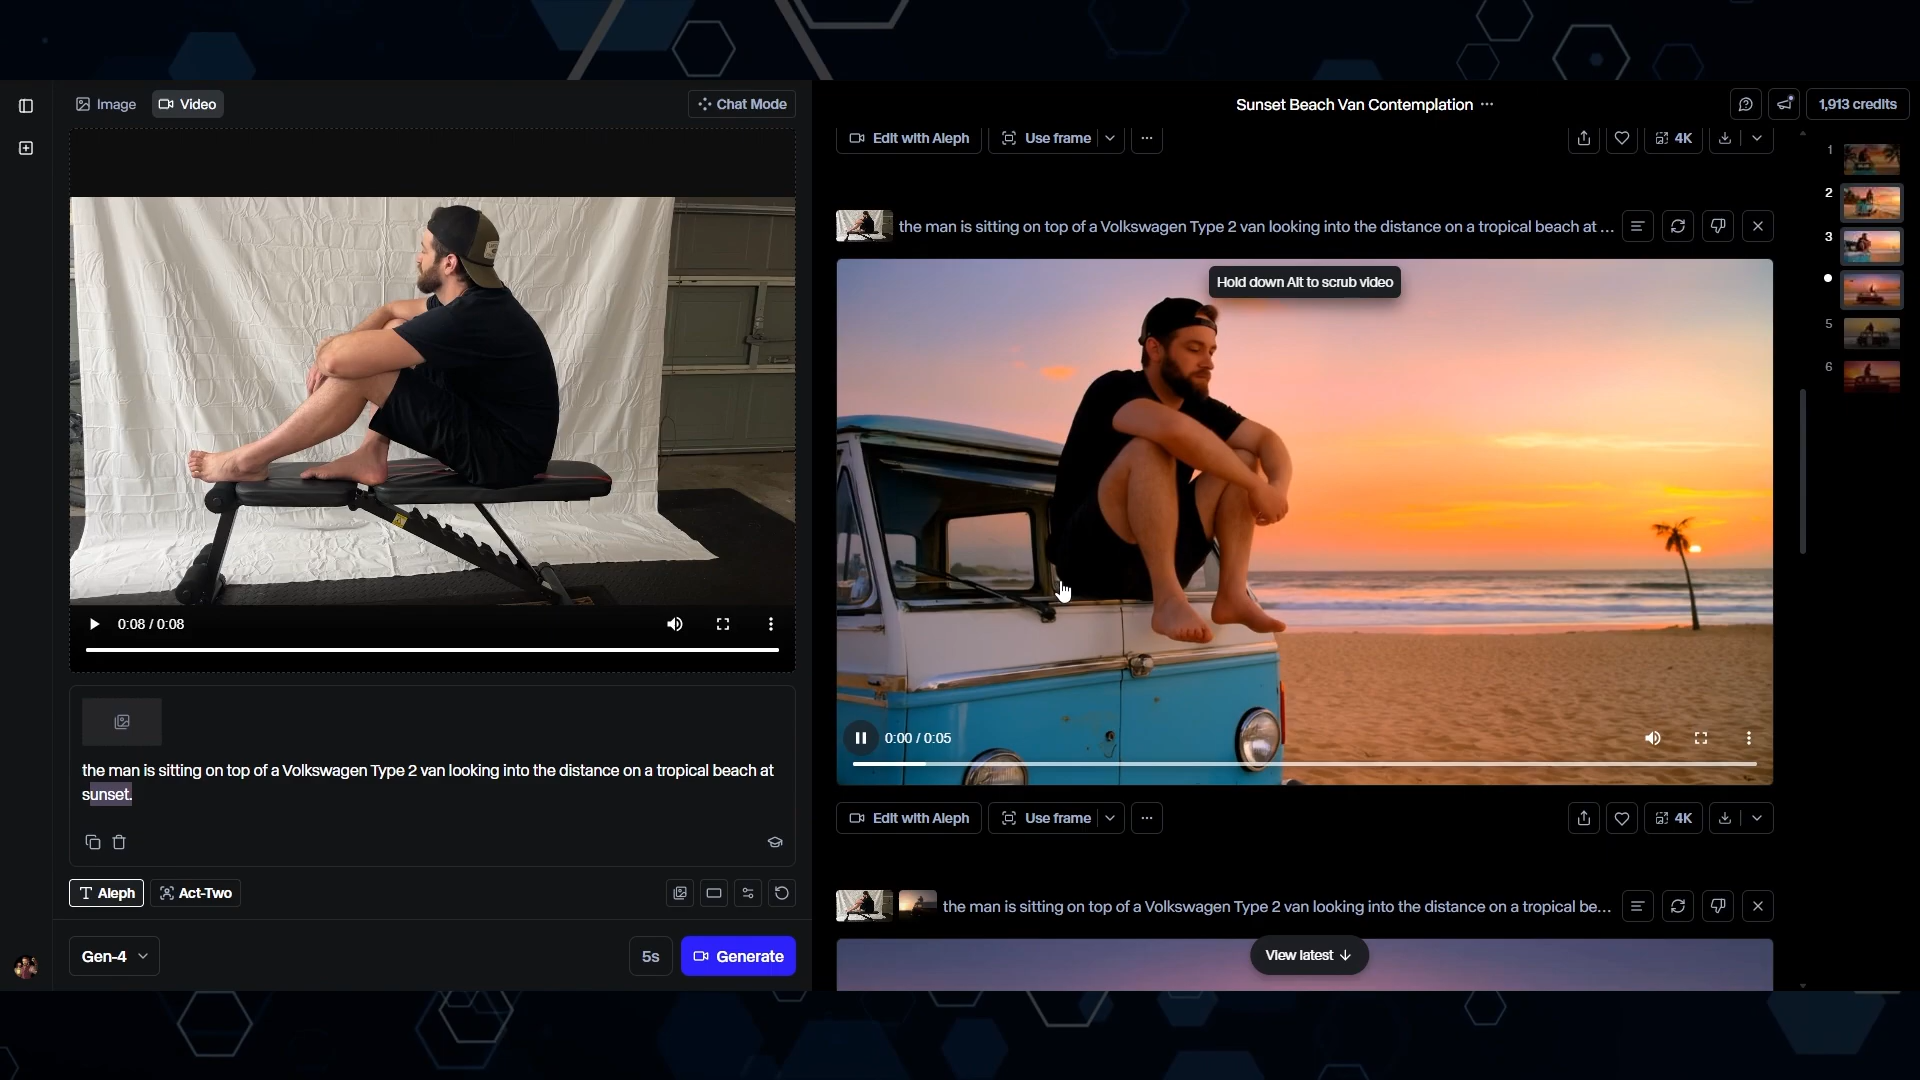 Image
Video
Chat Mode
0:08 / 0:08
the man is sitting on top of a Volkswagen Type 2 van looking into the distance on a tropical beach at
sunset.
Aleph
Act-Two
Gen-4
5s
Generate
Sunset Beach Van Contemplation
1,913 credits
Edit with Aleph
Use frame
4K
the man is sitting on top of a Volkswagen Type 2 van looking into the distance on a tropical beach at ...
Hold down Alt to scrub video
0:00 / 0:05
Edit with Aleph
Use frame
4K
the man is sitting on top of a Volkswagen Type 2 van looking into the distance on a tropical be...
View latest
1
2
3
5
6